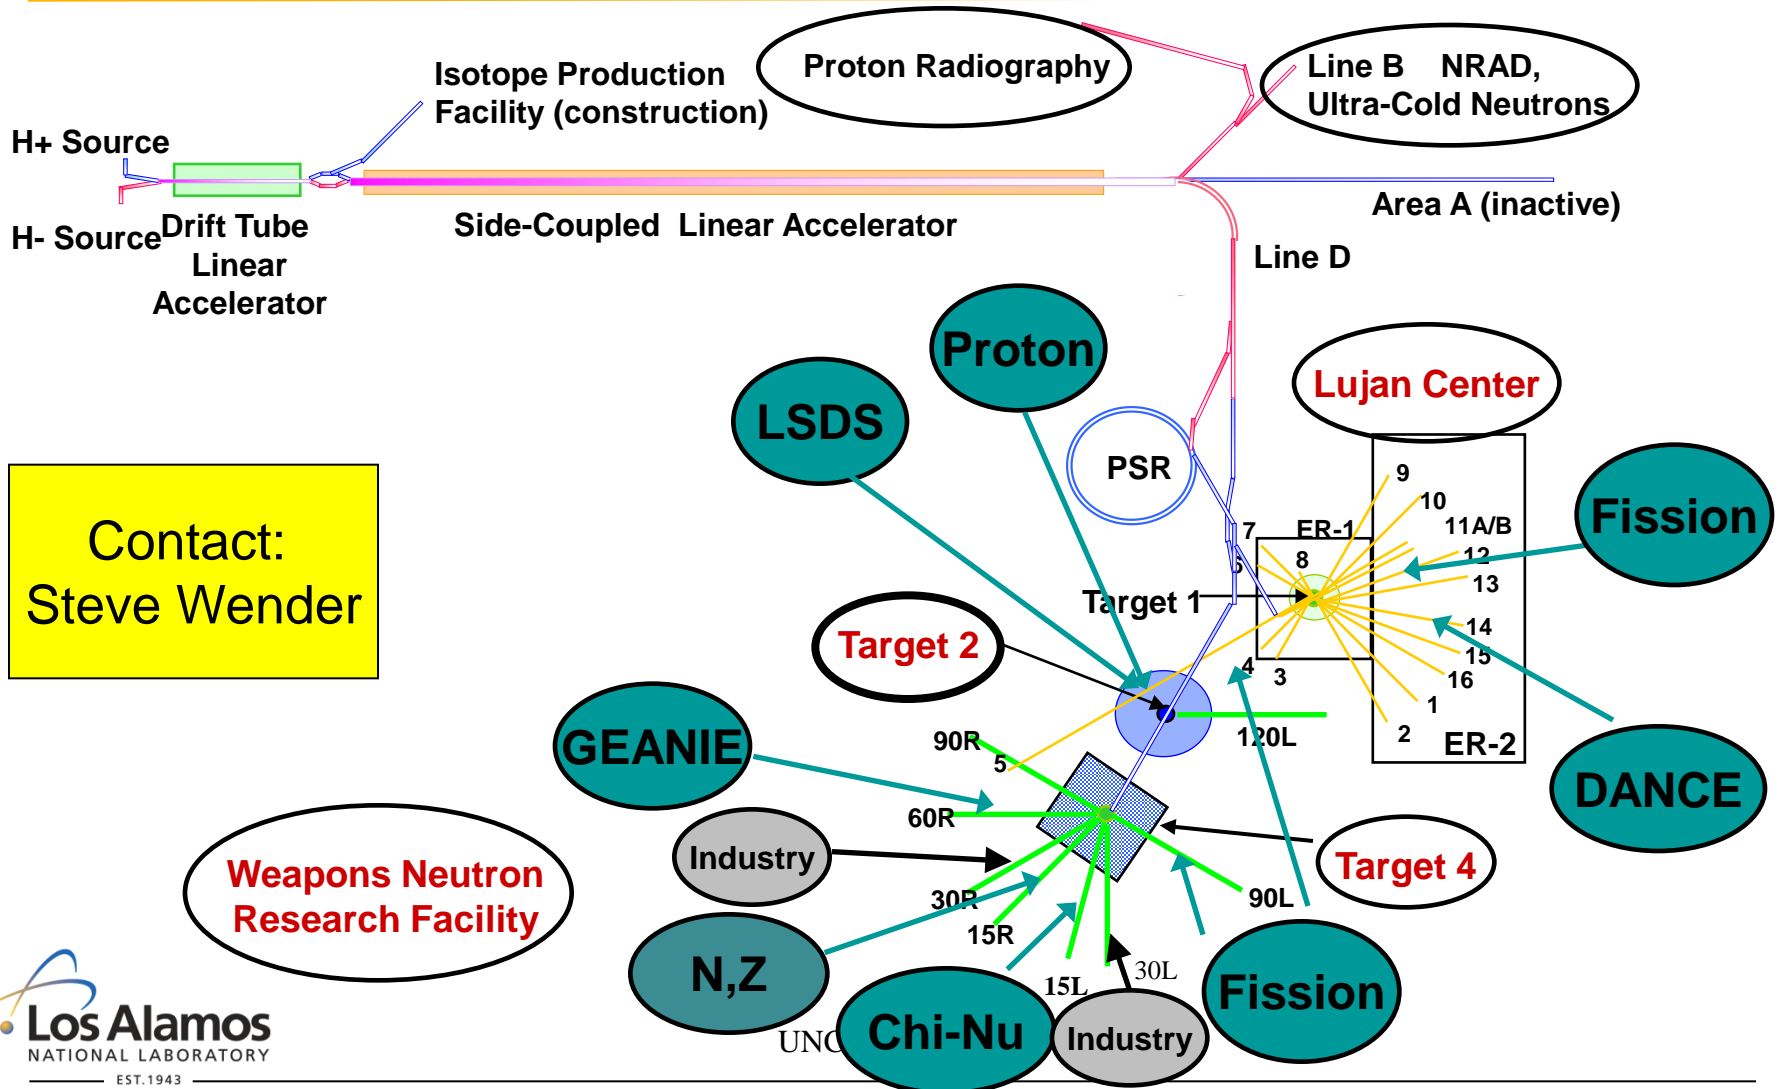 Proton Radiography
Line B NRAD,
Ultra-Cold Neutrons
Isotope Production
Facility (construction)
H+ Source
H- Source
Drift Tube
Linear
Accelerator
Side-Coupled Linear Accelerator
Area A (inactive)
Line D
Proton
LSDS
Lujan Center
PSR
Fission
Contact:
Steve Wender
9
10
11A/B
12
13
14
15
16
1
2
ER-2
7
ER-1
8
6
Target 1
4
3
Target 2
120L
GEANIE
90R
5
60R
DANCE
Industry
Target 4
Weapons Neutron
Research Facility
30R
15R
90L
N,Z
15L
30L
Chi-Nu
Industry
Fission
Los Alamos
NATIONAL LABORATORY
EST.1943